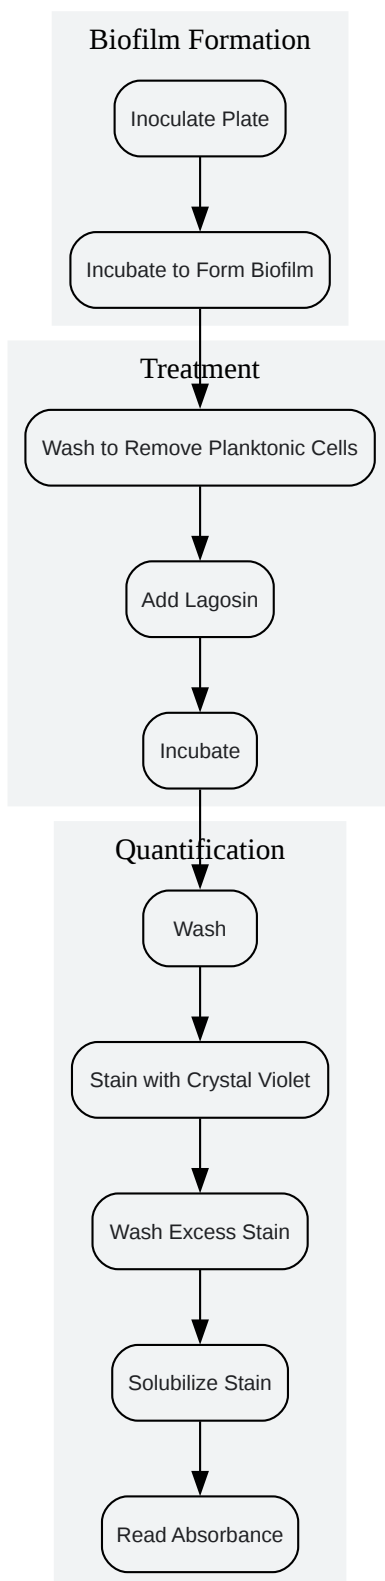 Biofilm Formation
Inoculate Plate
Incubate to Form Biofilm
Treatment
Wash to Remove Planktonic Cells
Add Lagosin
Incubate
Quantification
Wash
Stain with Crystal Violet
Wash Excess Stain
Solubilize Stain
Read Absorbance